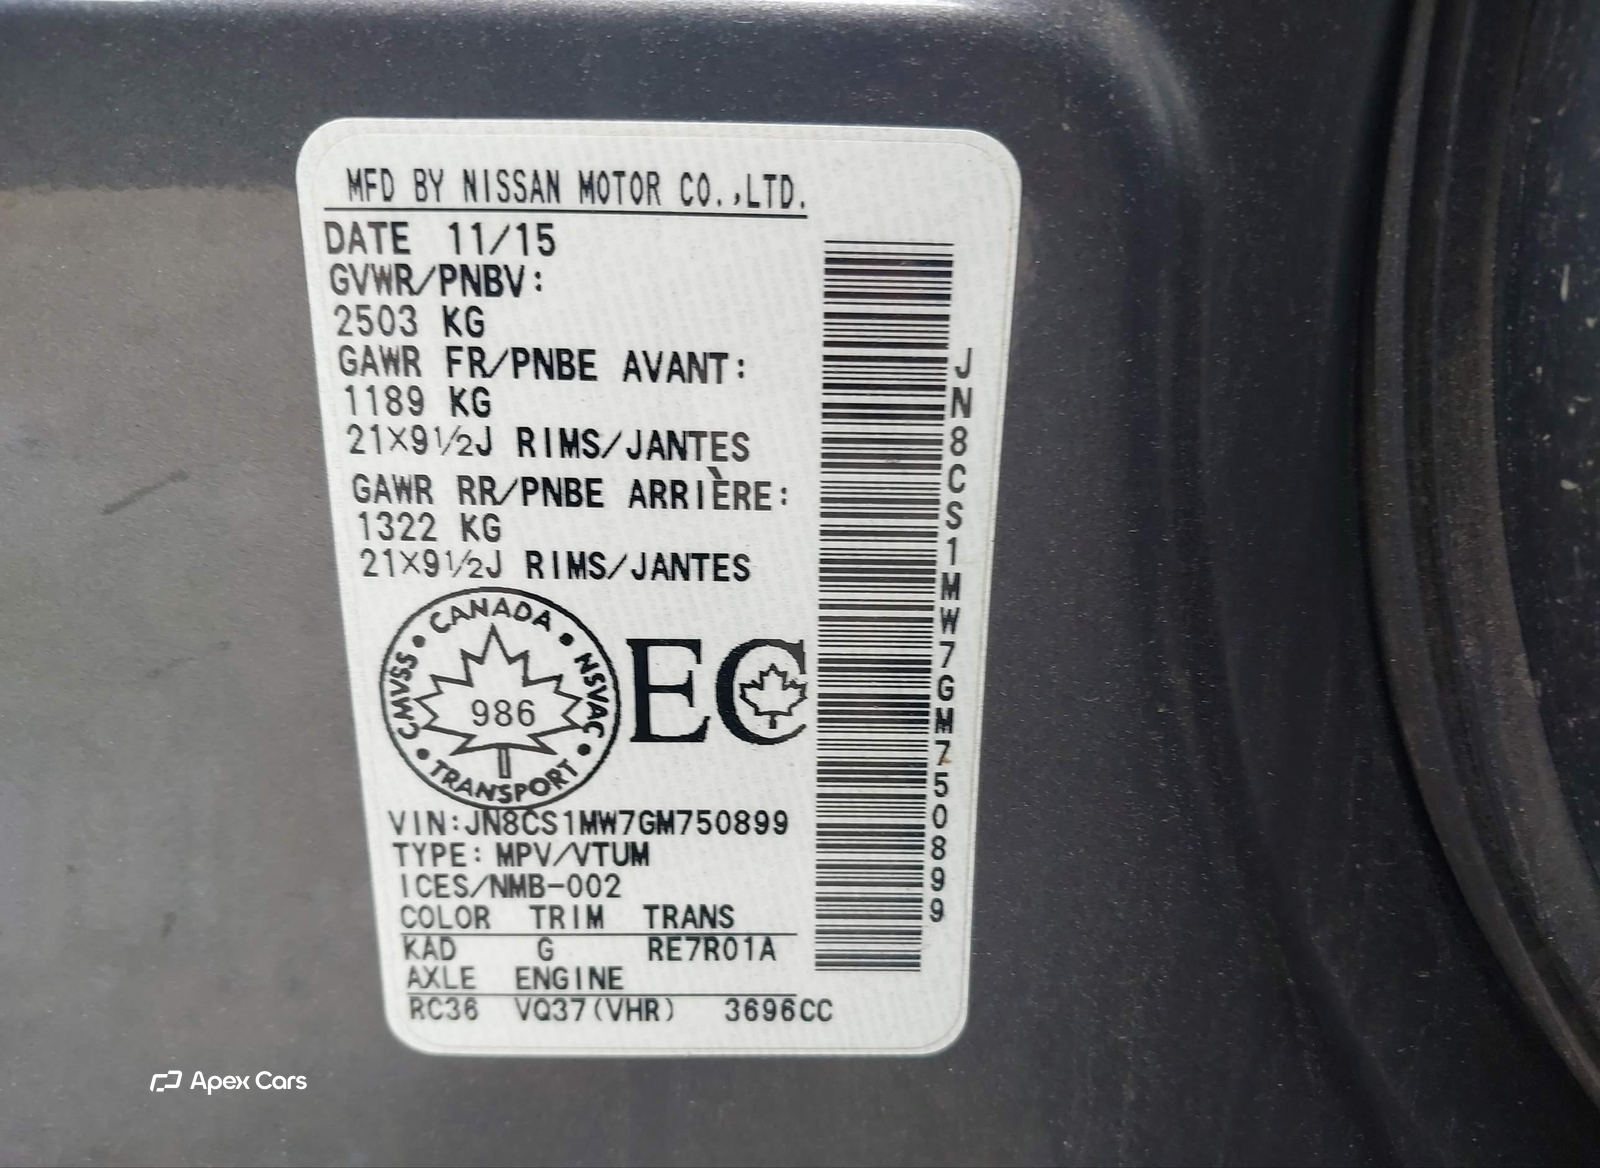 MFD BY NISSAN MOTOR CO.,LTD.
DATE 11/15
GVWR/PNBV:
2503 KG
GAWR FR/PNBE AVANT:
1189 KG
21×9½J RIMS/JANTES
GAWR RR/PNBE ARRIÈRE:
1322 KG
21×9½J RIMS/JANTES
CANADA
CMVSS
NSVAC
986
TRANSPORT
EC
VIN:JN8CS1MW7GM750899
TYPE:MPV/VTUM
ICES/NMB-002
COLOR TRIM TRANS
KAD G RE7R01A
AXLE ENGINE
RC36 VQ37(VHR) 3696CC
JN8CS1MW7GM750899
Apex Cars